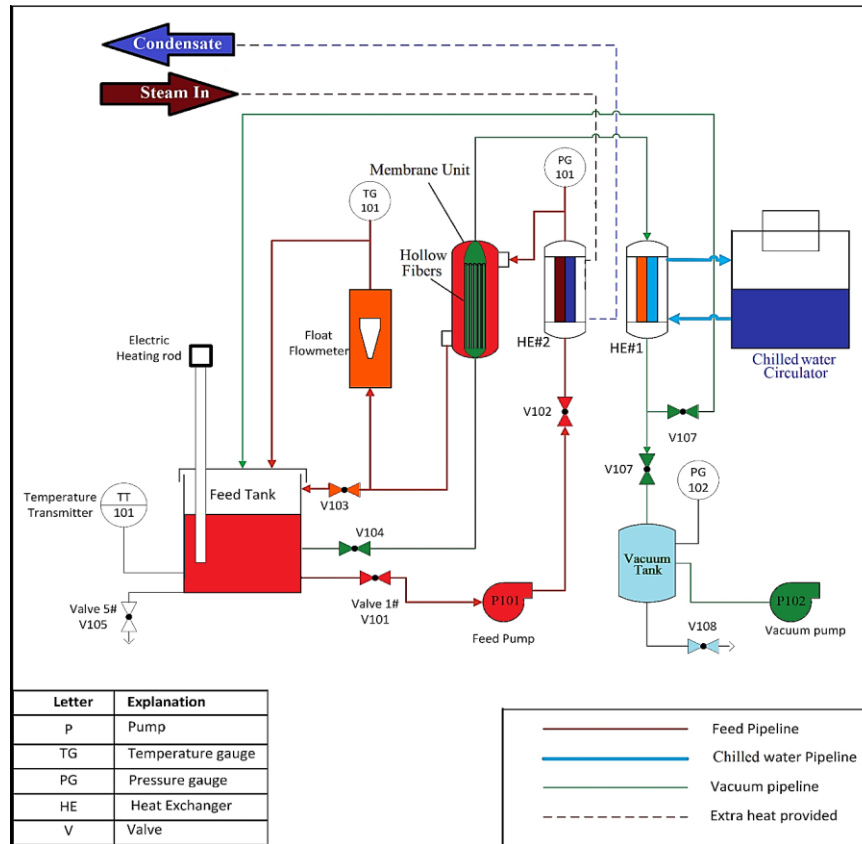 Condensate
Steam In
Membrane Unit
PG
101
TG
101
Hollow
Fibers
Electric
Heating rod
Float
Flowmeter
HE#2
HE#1
Chilled water
Circulator
V102
V107
V107
PG
102
Temperature
Transmitter
TT
101
Feed Tank
V103
V104
Vacuum
Tank
Valve 5#
V105
Valve 1#
V101
P101
Feed Pump
P102
Vacuum pump
V108
Letter Explanation
P Pump
TG Temperature gauge
PG Pressure gauge
HE Heat Exchanger
V Valve
Feed Pipeline
Chilled water Pipeline
Vacuum pipeline
Extra heat provided